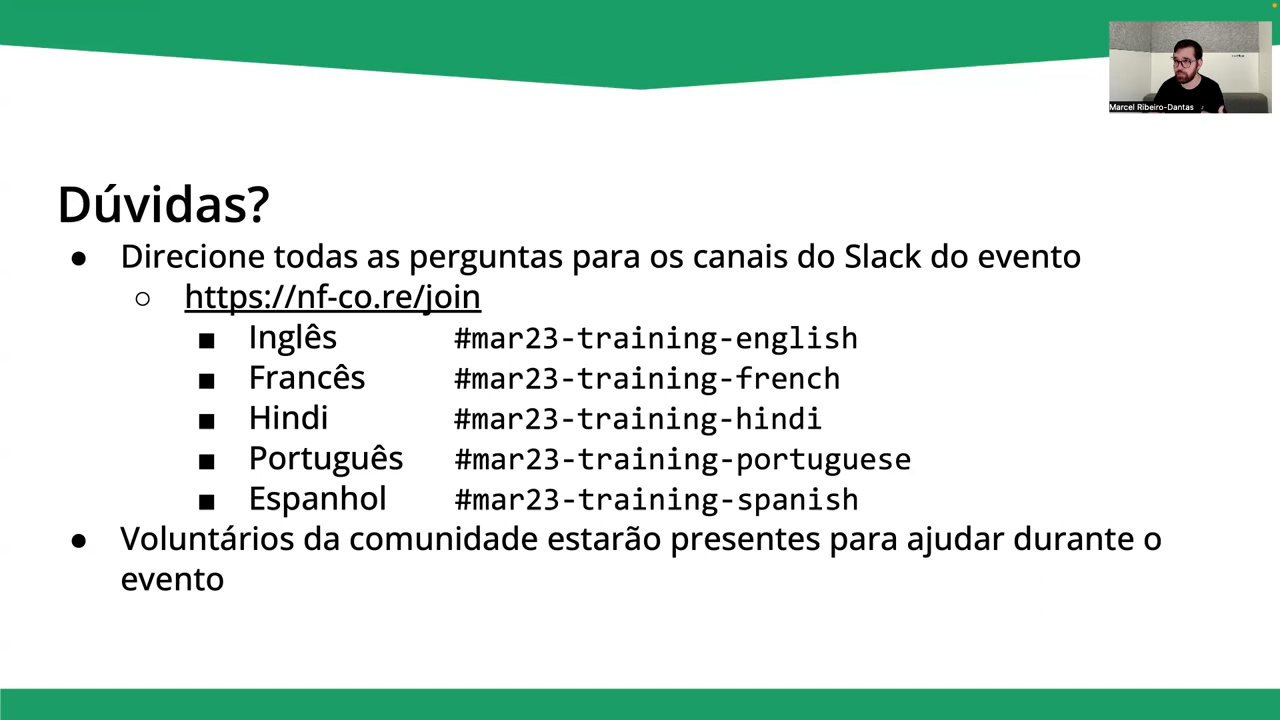 Marcel Ribeiro-Dantas
Dúvidas?
● Direcione todas as perguntas para os canais do Slack do evento
○ https://nf-co.re/join
■ Inglês #mar23-training-english
■ Francês #mar23-training-french
■ Hindi #mar23-training-hindi
■ Português #mar23-training-portuguese
■ Espanhol #mar23-training-spanish
● Voluntários da comunidade estarão presentes para ajudar durante o
evento